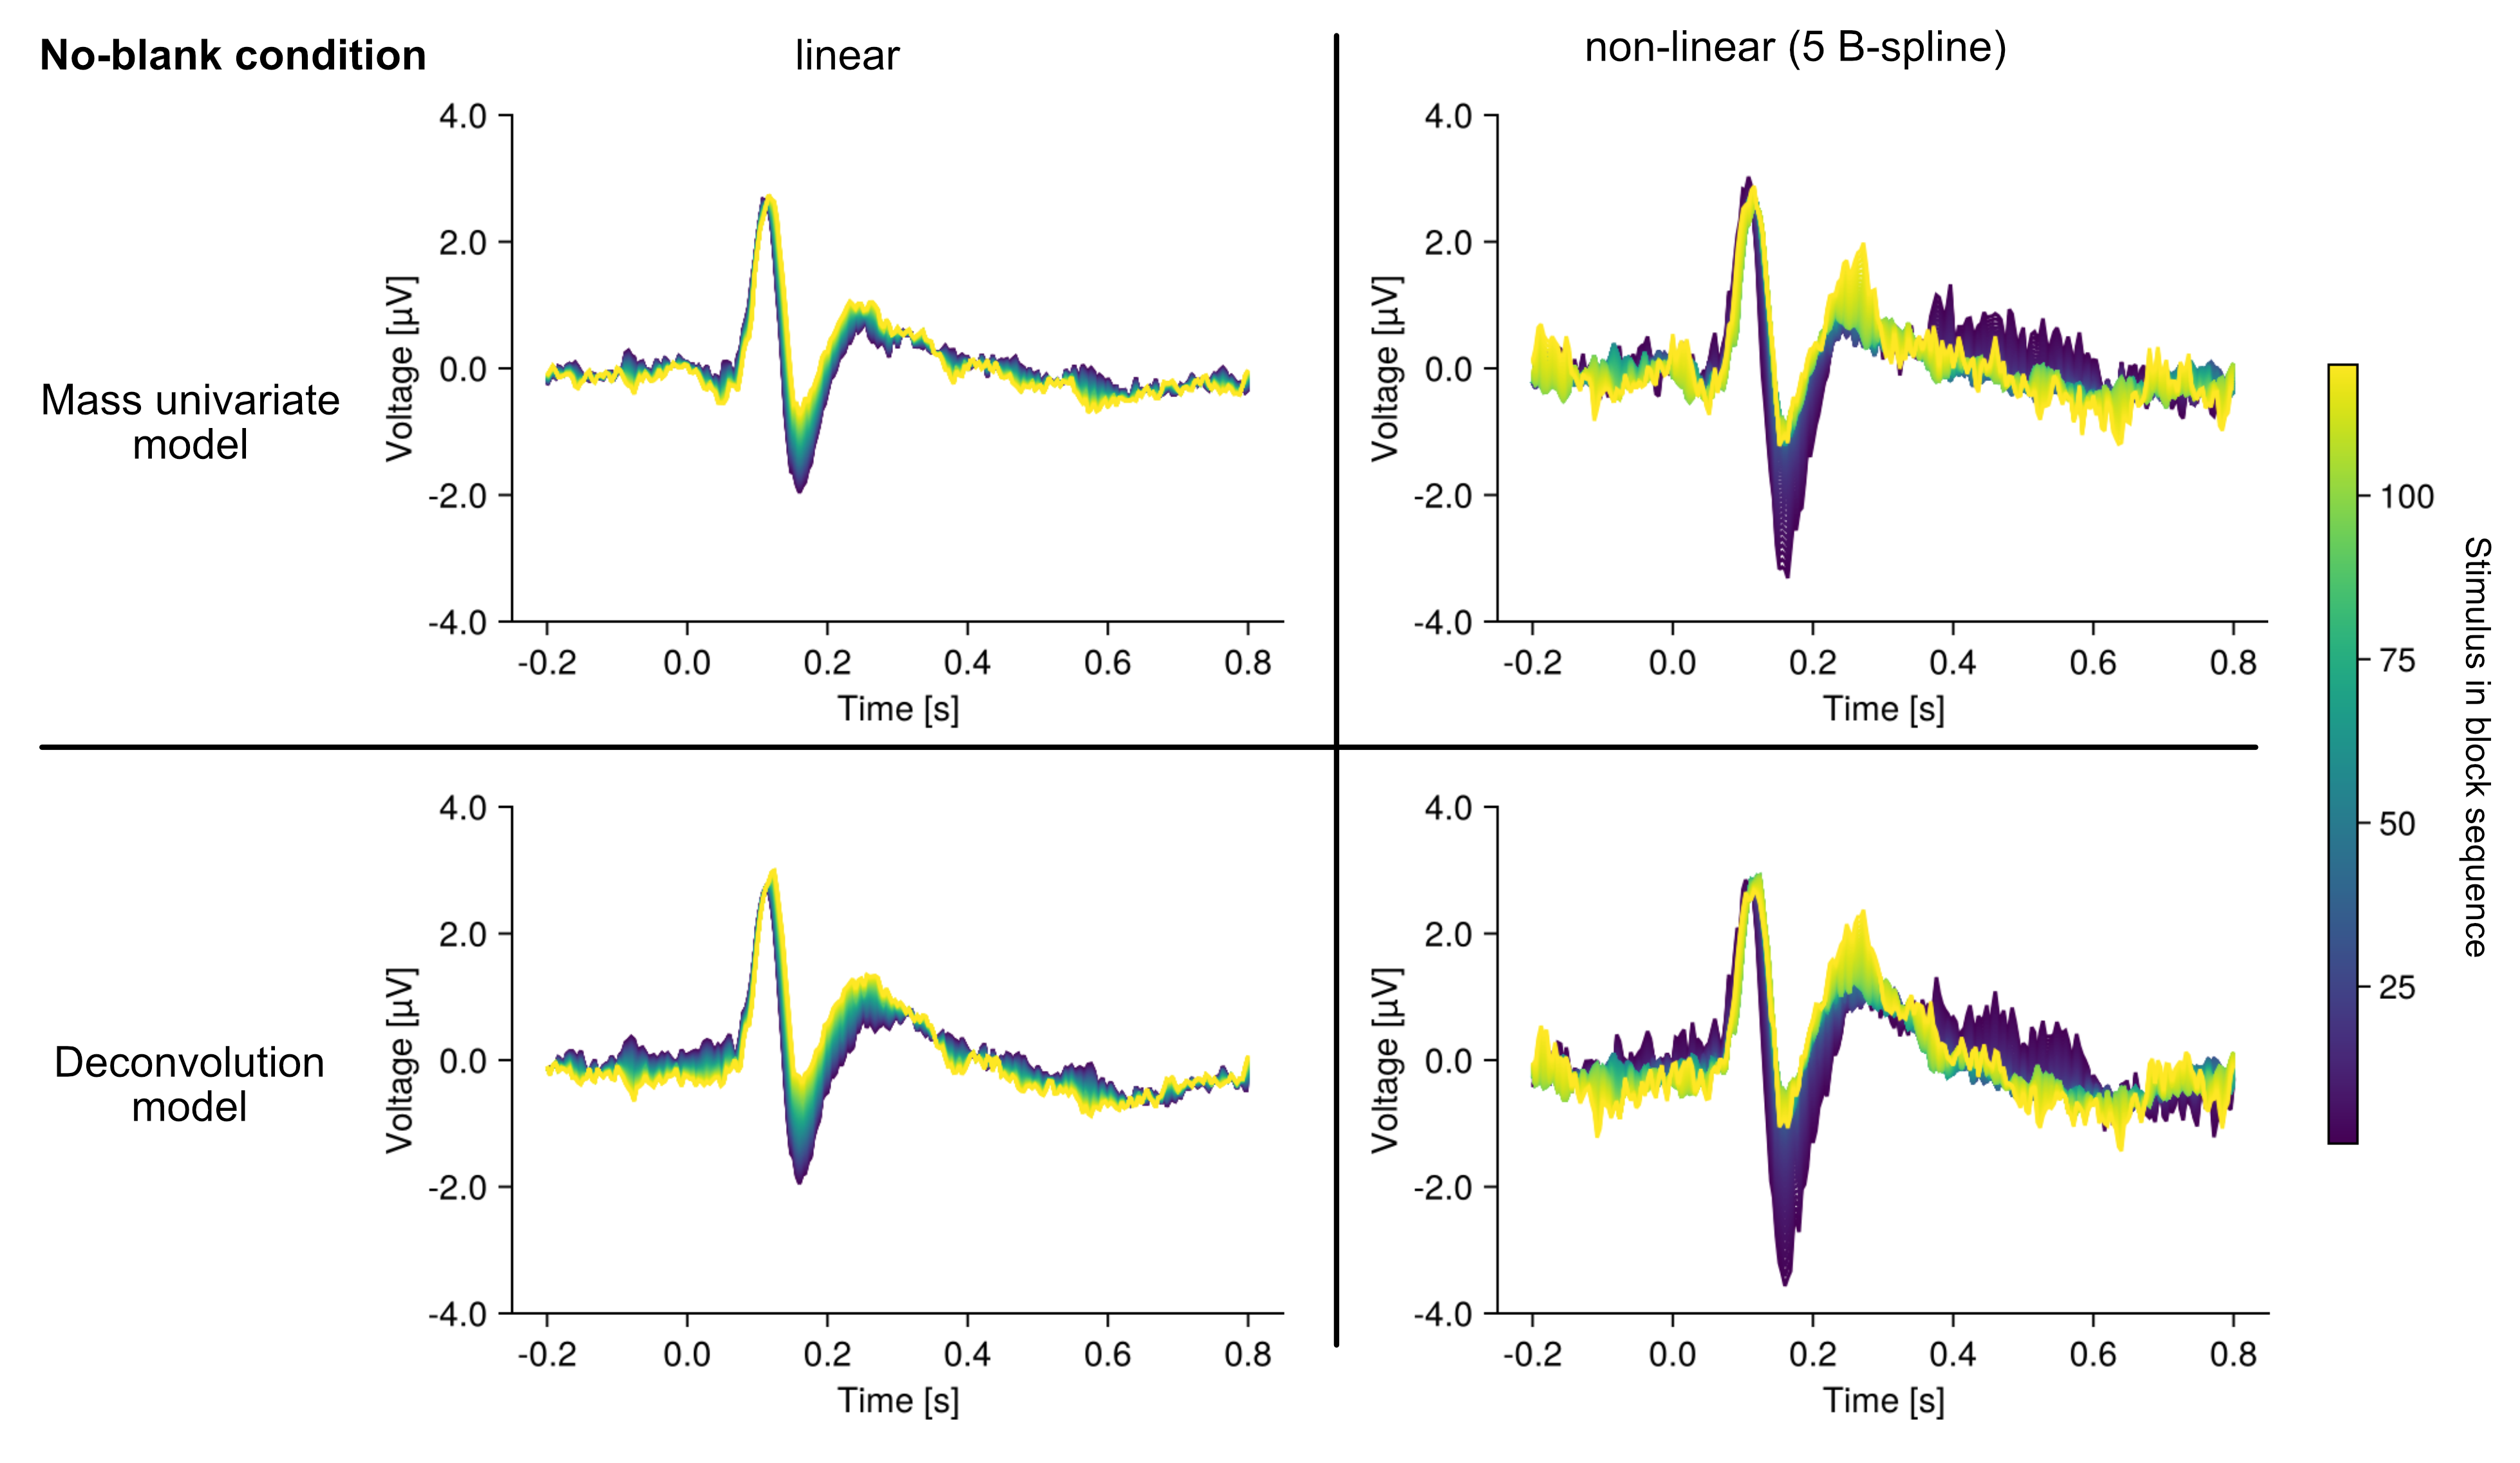 No-blank condition
linear
non-linear (5 B-spline)
Mass univariate
model
Voltage [µV]
4.0
2.0
0.0
-2.0
-4.0
-0.2 0.0 0.2 0.4 0.6 0.8
Time [s]
Voltage [µV]
4.0
2.0
0.0
-2.0
-4.0
-0.2 0.0 0.2 0.4 0.6 0.8
Time [s]
Deconvolution
model
Voltage [µV]
4.0
2.0
0.0
-2.0
-4.0
-0.2 0.0 0.2 0.4 0.6 0.8
Time [s]
Voltage [µV]
4.0
2.0
0.0
-2.0
-4.0
-0.2 0.0 0.2 0.4 0.6 0.8
Time [s]
100
75
50
25
Stimulus in block sequence